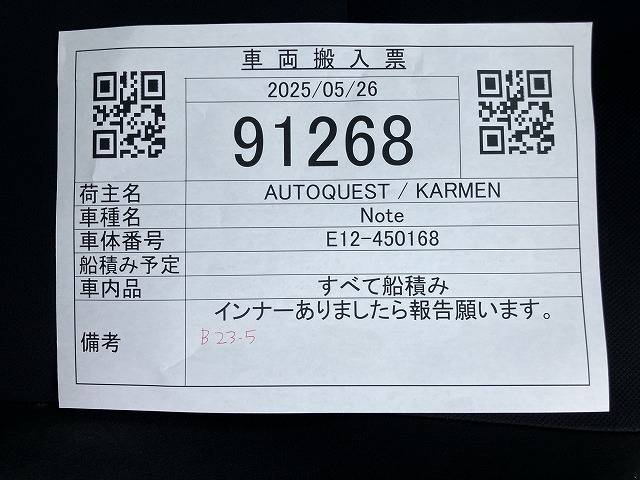 車両搬入票
2025/05/26
91268
荷主名 AUTOQUEST / KARMEN
車種名 Note
車体番号 E12-450168
船積み予定
車内品 すべて船積み
備考 インナーありましたら報告願います。
B 23-5